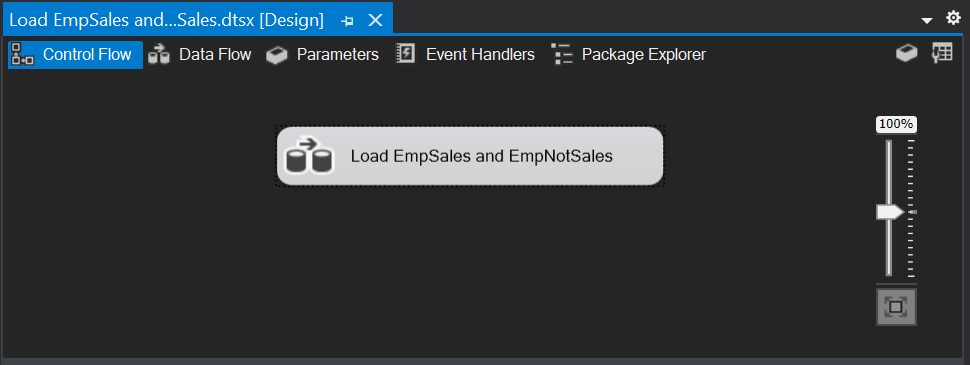 Load EmpSales and...Sales.dtsx [Design]
Control Flow Data Flow Parameters Event Handlers Package Explorer
100%
Load EmpSales and EmpNotSales